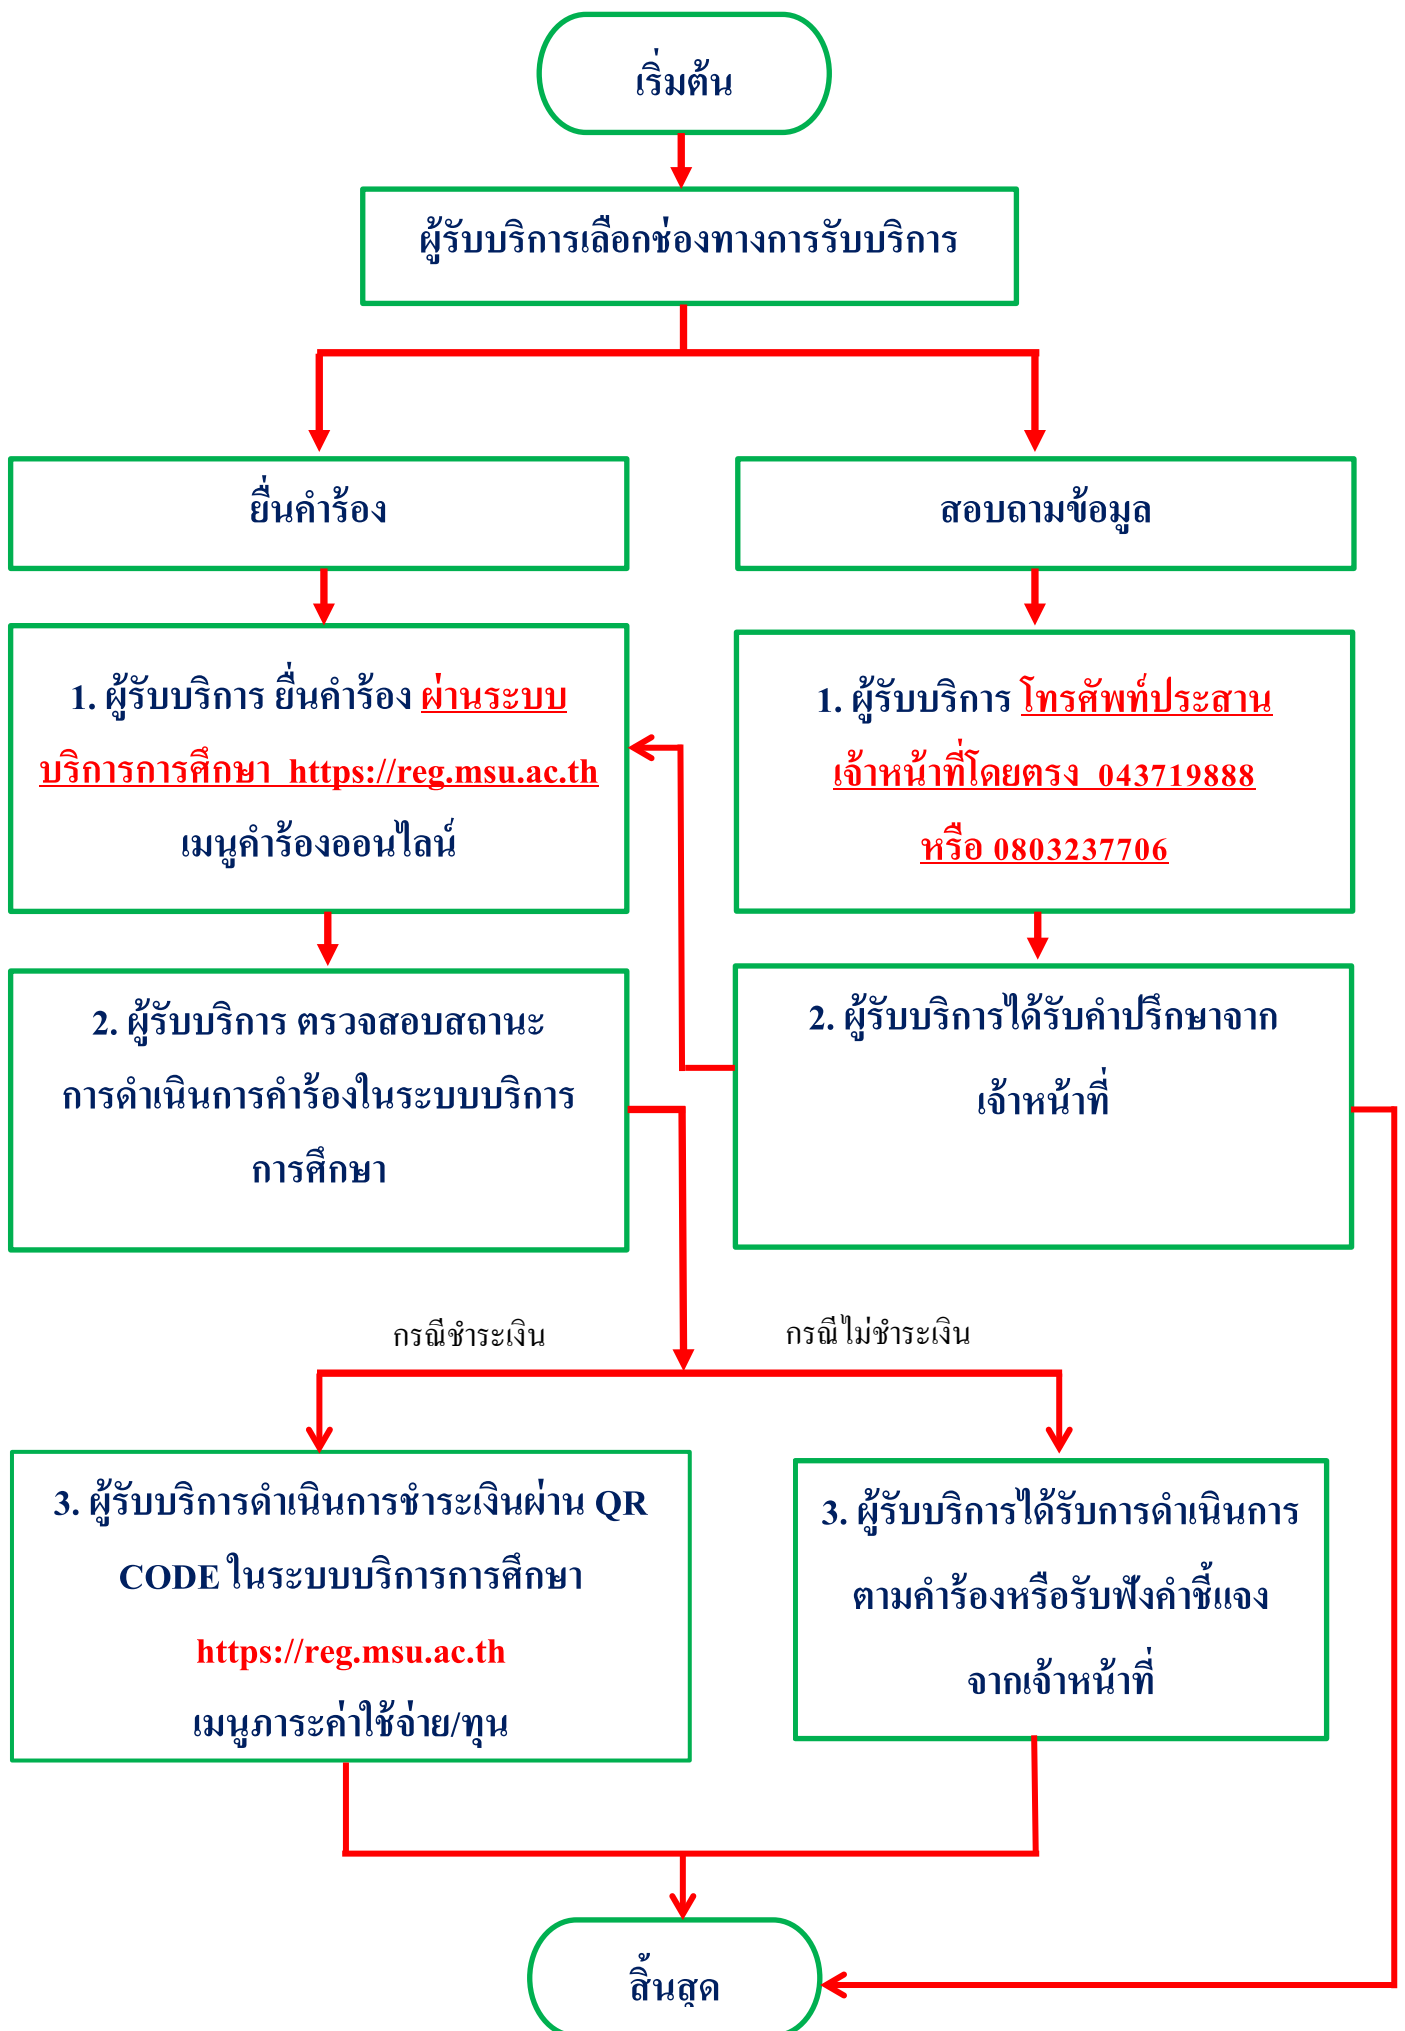 เริ่มต้น
ผู้รับบริการเลือกช่องทางการรับบริการ
ยื่นคำร้อง
สอบถามข้อมูล
1. ผู้รับบริการ ยื่นคำร้อง ผ่านระบบ
บริการการศึกษา  https://reg.msu.ac.th
เมนูคำร้องออนไลน์
1. ผู้รับบริการ โทรศัพท์ประสาน
เจ้าหน้าที่โดยตรง  043719888
หรือ 0803237706
2. ผู้รับบริการ ตรวจสอบสถานะ
การดำเนินการคำร้องในระบบบริการ
การศึกษา
2. ผู้รับบริการได้รับคำปรึกษาจาก
เจ้าหน้าที่
กรณีชำระเงิน
กรณีไม่ชำระเงิน
3. ผู้รับบริการดำเนินการชำระเงินผ่าน QR
CODE ในระบบบริการการศึกษา
https://reg.msu.ac.th
เมนูภาระค่าใช้จ่าย/ทุน
3. ผู้รับบริการได้รับการดำเนินการ
ตามคำร้องหรือรับฟังคำชี้แจง
จากเจ้าหน้าที่
สิ้นสุด